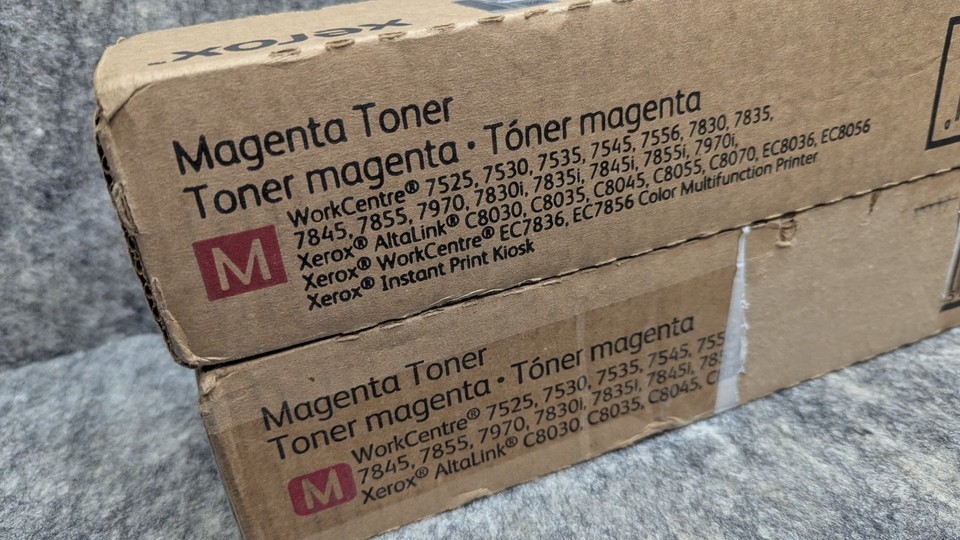 xerox™
Magenta Toner
Toner magenta • Tóner magenta
M
WorkCentre® 7525, 7530, 7535, 7545, 7556, 7830, 7835,
7845, 7855, 7970, 7830i, 7835i, 7845i, 7855i, 7970i,
Xerox® AltaLink® C8030, C8035, C8045, C8055, C8070, EC8036, EC8056
Xerox® WorkCentre® EC7836, EC7856 Color Multifunction Printer
Xerox® Instant Print Kiosk
Magenta Toner
Toner magenta • Tóner magenta
M
WorkCentre® 7525, 7530, 7535, 7545, 755
7845, 7855, 7970, 7830i, 7835i, 7845i, 785
Xerox® AltaLink® C8030, C8035, C8045, C